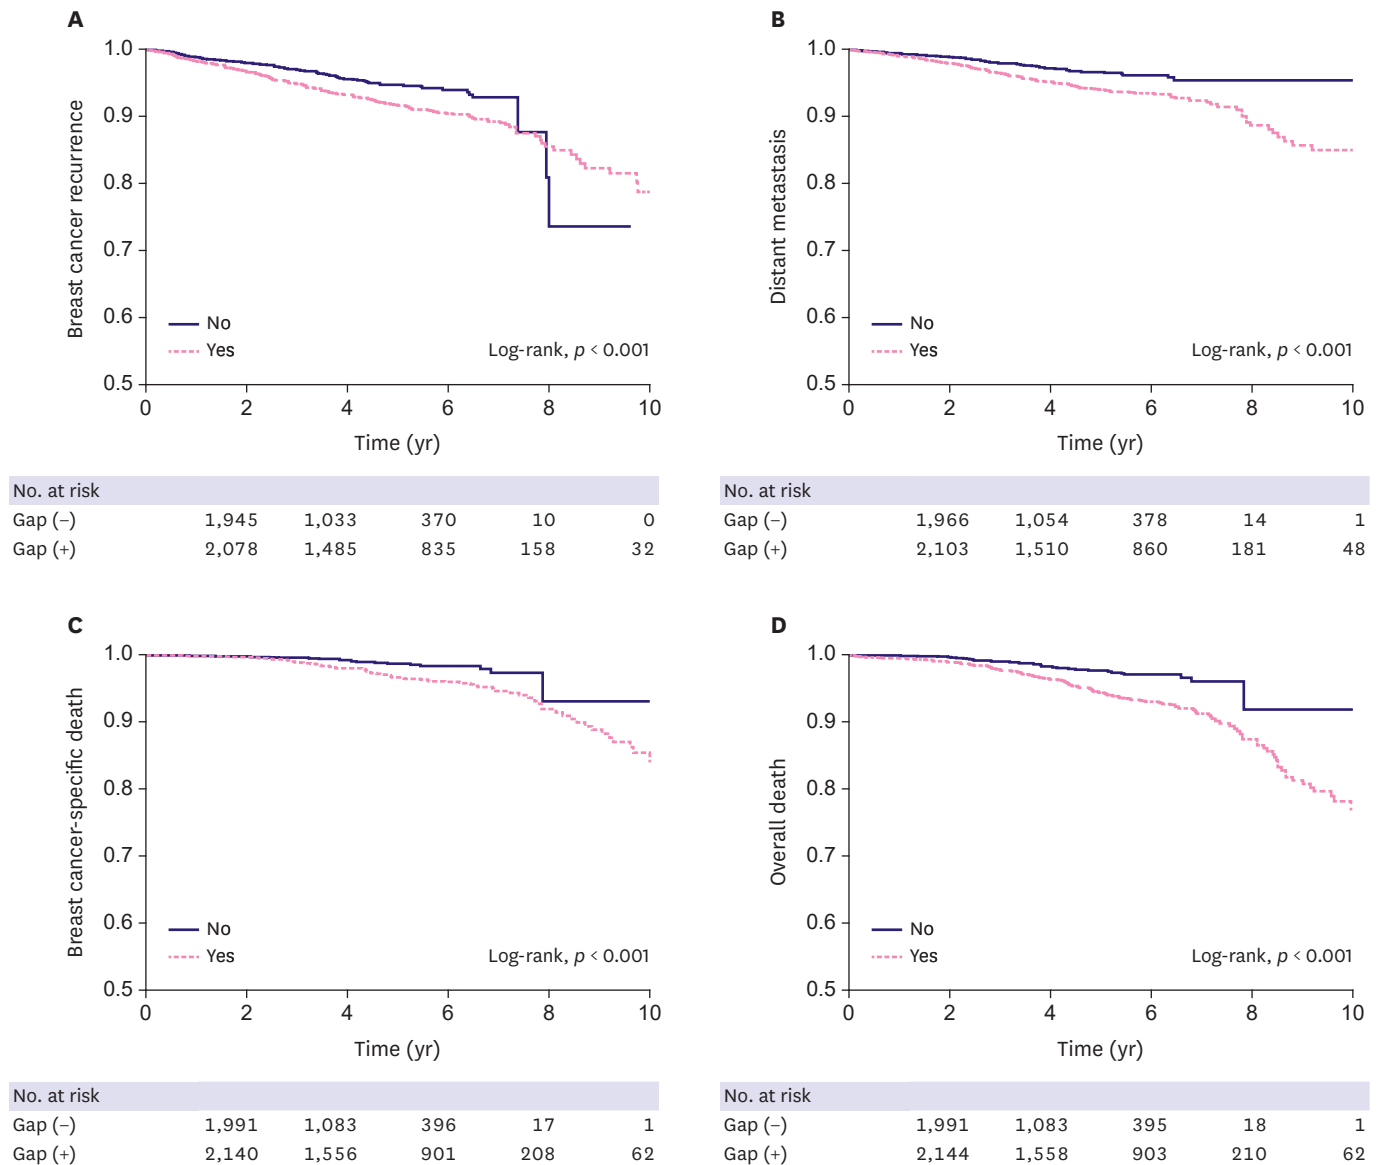 A
Breast cancer recurrence
1.0
0.9
0.8
0.7
0.6
0.5
No
Yes
Log-rank, p < 0.001
0 2 4 6 8 10
Time (yr)
No. at risk
Gap (−) 1,945 1,033 370 10 0
Gap (+) 2,078 1,485 835 158 32
B
Distant metastasis
1.0
0.9
0.8
0.7
0.6
0.5
No
Yes
Log-rank, p < 0.001
0 2 4 6 8 10
Time (yr)
No. at risk
Gap (−) 1,966 1,054 378 14 1
Gap (+) 2,103 1,510 860 181 48
C
Breast cancer-specific death
1.0
0.9
0.8
0.7
0.6
0.5
No
Yes
Log-rank, p < 0.001
0 2 4 6 8 10
Time (yr)
No. at risk
Gap (−) 1,991 1,083 396 17 1
Gap (+) 2,140 1,556 901 208 62
D
Overall death
1.0
0.9
0.8
0.7
0.6
0.5
No
Yes
Log-rank, p < 0.001
0 2 4 6 8 10
Time (yr)
No. at risk
Gap (−) 1,991 1,083 395 18 1
Gap (+) 2,144 1,558 903 210 62